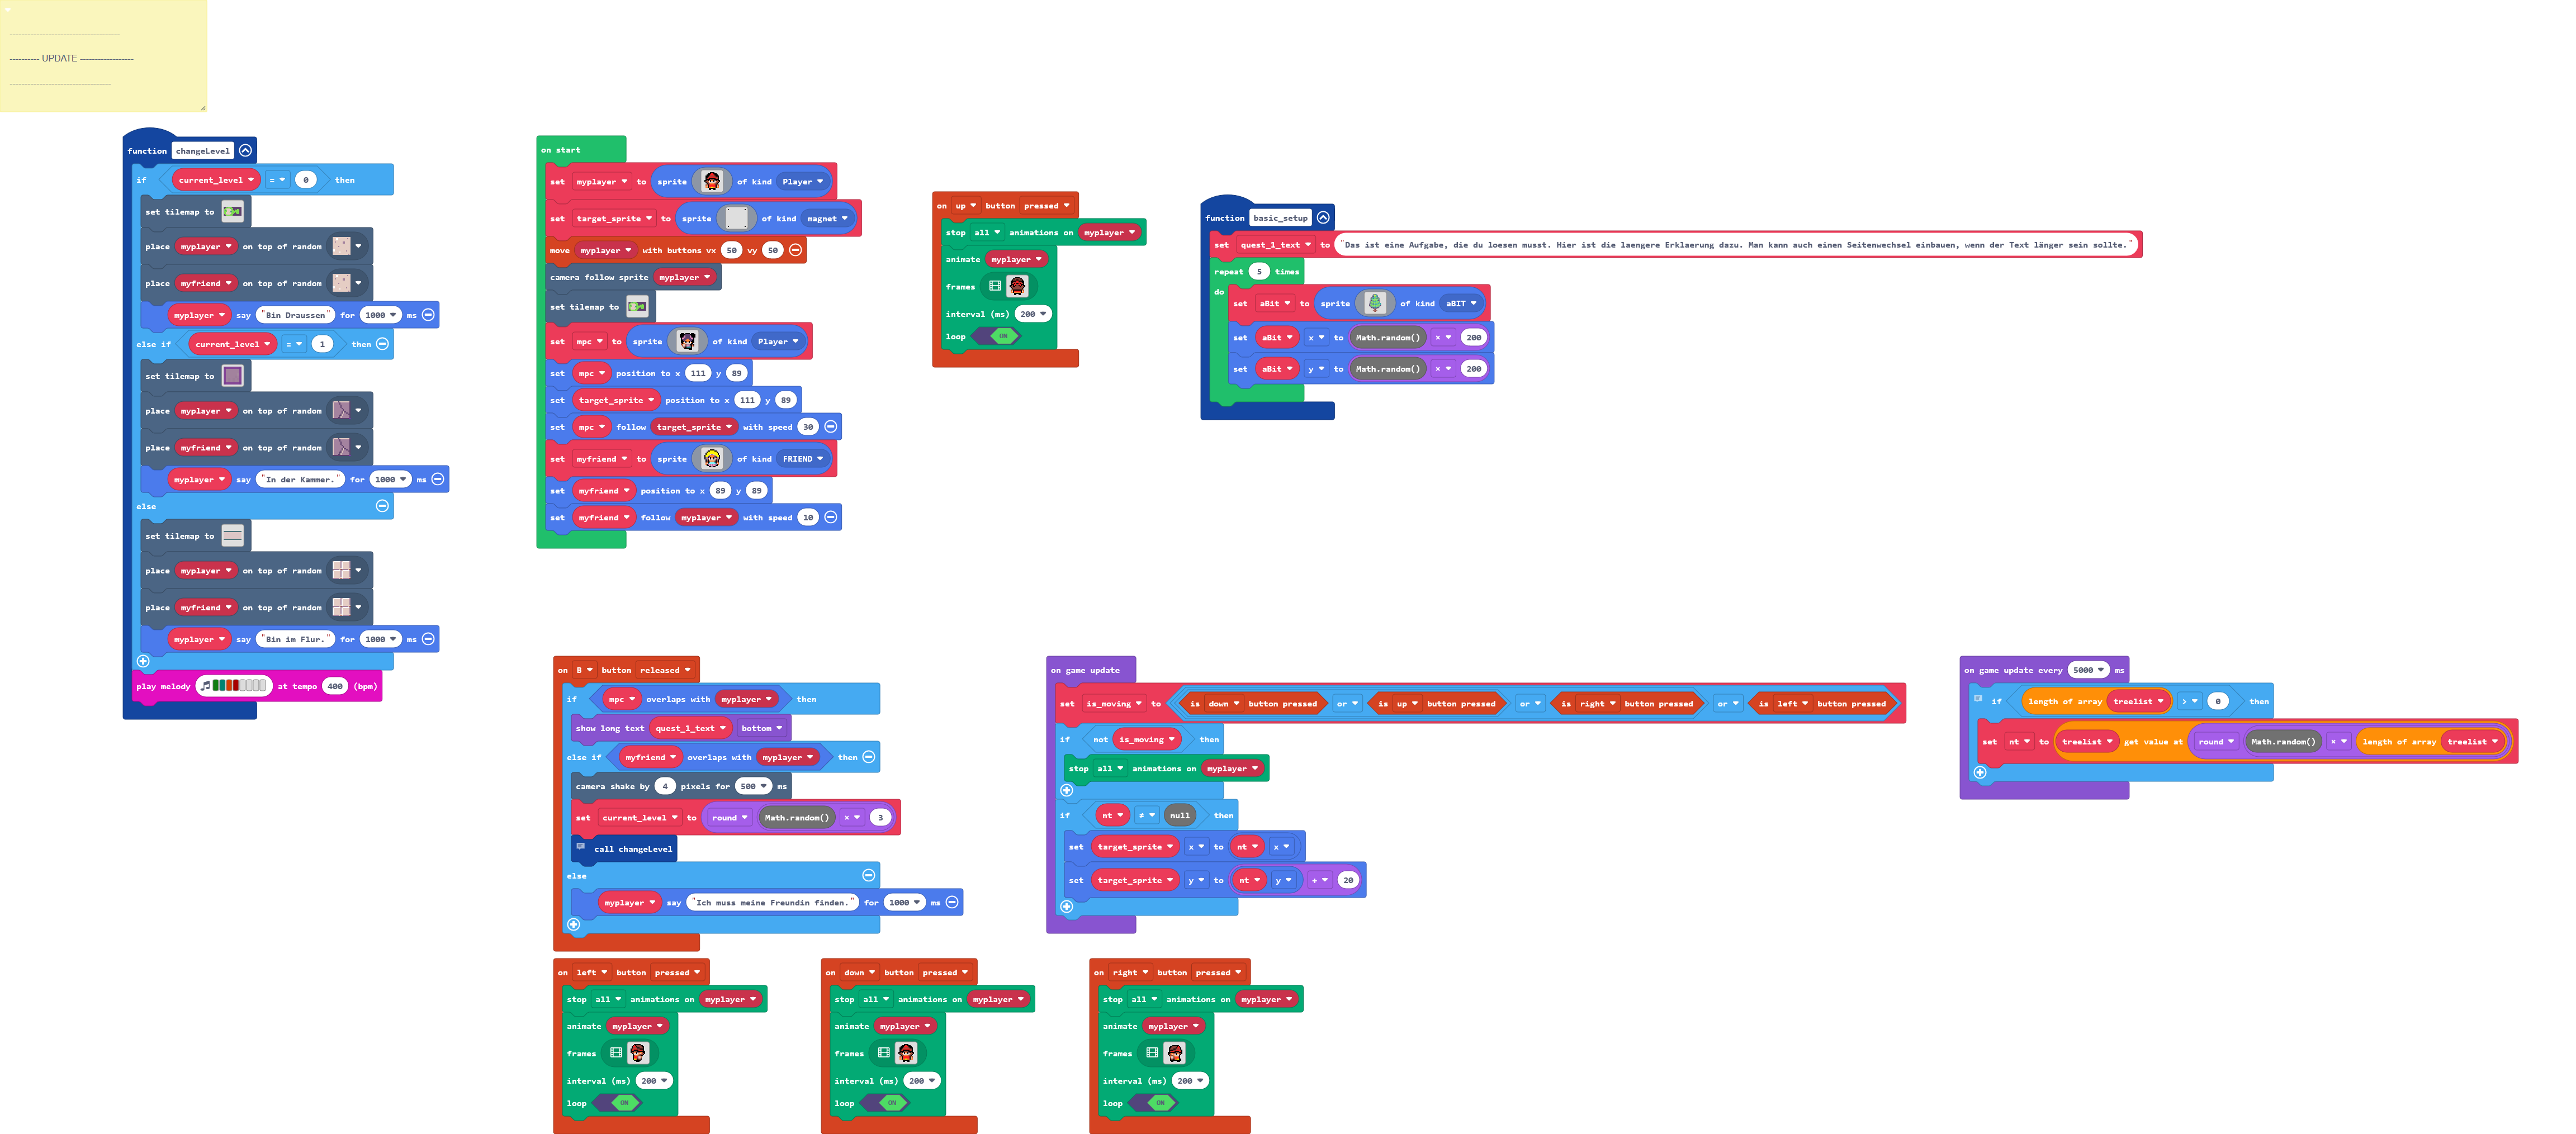 --------------------------------------
---------- UPDATE ------------------
-----------------------------------
function changeLevel
if current_level = 0 then
set tilemap to
place myplayer on top of random
place myfriend on top of random
myplayer say "Bin Draussen" for 1000 ms
else if current_level = 1 then
set tilemap to
place myplayer on top of random
place myfriend on top of random
myplayer say "In der Kammer." for 1000 ms
else
set tilemap to
place myplayer on top of random
place myfriend on top of random
myplayer say "Bin im Flur." for 1000 ms
play melody at tempo 400 (bpm)
on start
set myplayer to sprite of kind Player
set target_sprite to sprite of kind magnet
move myplayer with buttons vx 50 vy 50
camera follow sprite myplayer
set tilemap to
set mpc to sprite of kind Player
set mpc position to x 111 y 89
set target_sprite position to x 111 y 89
set mpc follow target_sprite with speed 30
set myfriend to sprite of kind FRIEND
set myfriend position to x 89 y 89
set myfriend follow myplayer with speed 10
on up button pressed
stop all animations on myplayer
animate myplayer
frames
interval (ms) 200
loop ON
function basic_setup
set quest_1_text to "Das ist eine Aufgabe, die du loesen musst. Hier ist die laengere Erklaerung dazu. Man kann auch einen Seitenwechsel einbauen, wenn der Text länger sein sollte."
repeat 5 times
do
set aBit to sprite of kind aBIT
set aBit x to Math.random() × 200
set aBit y to Math.random() × 200
on B button released
if mpc overlaps with myplayer then
show long text quest_1_text bottom
else if myfriend overlaps with myplayer then
camera shake by 4 pixels for 500 ms
set current_level to round Math.random() × 3
call changeLevel
else
myplayer say "Ich muss meine Freundin finden." for 1000 ms
on game update
set is_moving to is down button pressed or is up button pressed or is right button pressed or is left button pressed
if not is_moving then
stop all animations on myplayer
if nt ≠ null then
set target_sprite x to nt x
set target_sprite y to nt y + 20
on game update every 5000 ms
if length of array treelist > 0 then
set nt to treelist get value at round Math.random() × length of array treelist
on left button pressed
stop all animations on myplayer
animate myplayer
frames
interval (ms) 200
loop ON
on down button pressed
stop all animations on myplayer
animate myplayer
frames
interval (ms) 200
loop ON
on right button pressed
stop all animations on myplayer
animate myplayer
frames
interval (ms) 200
loop ON